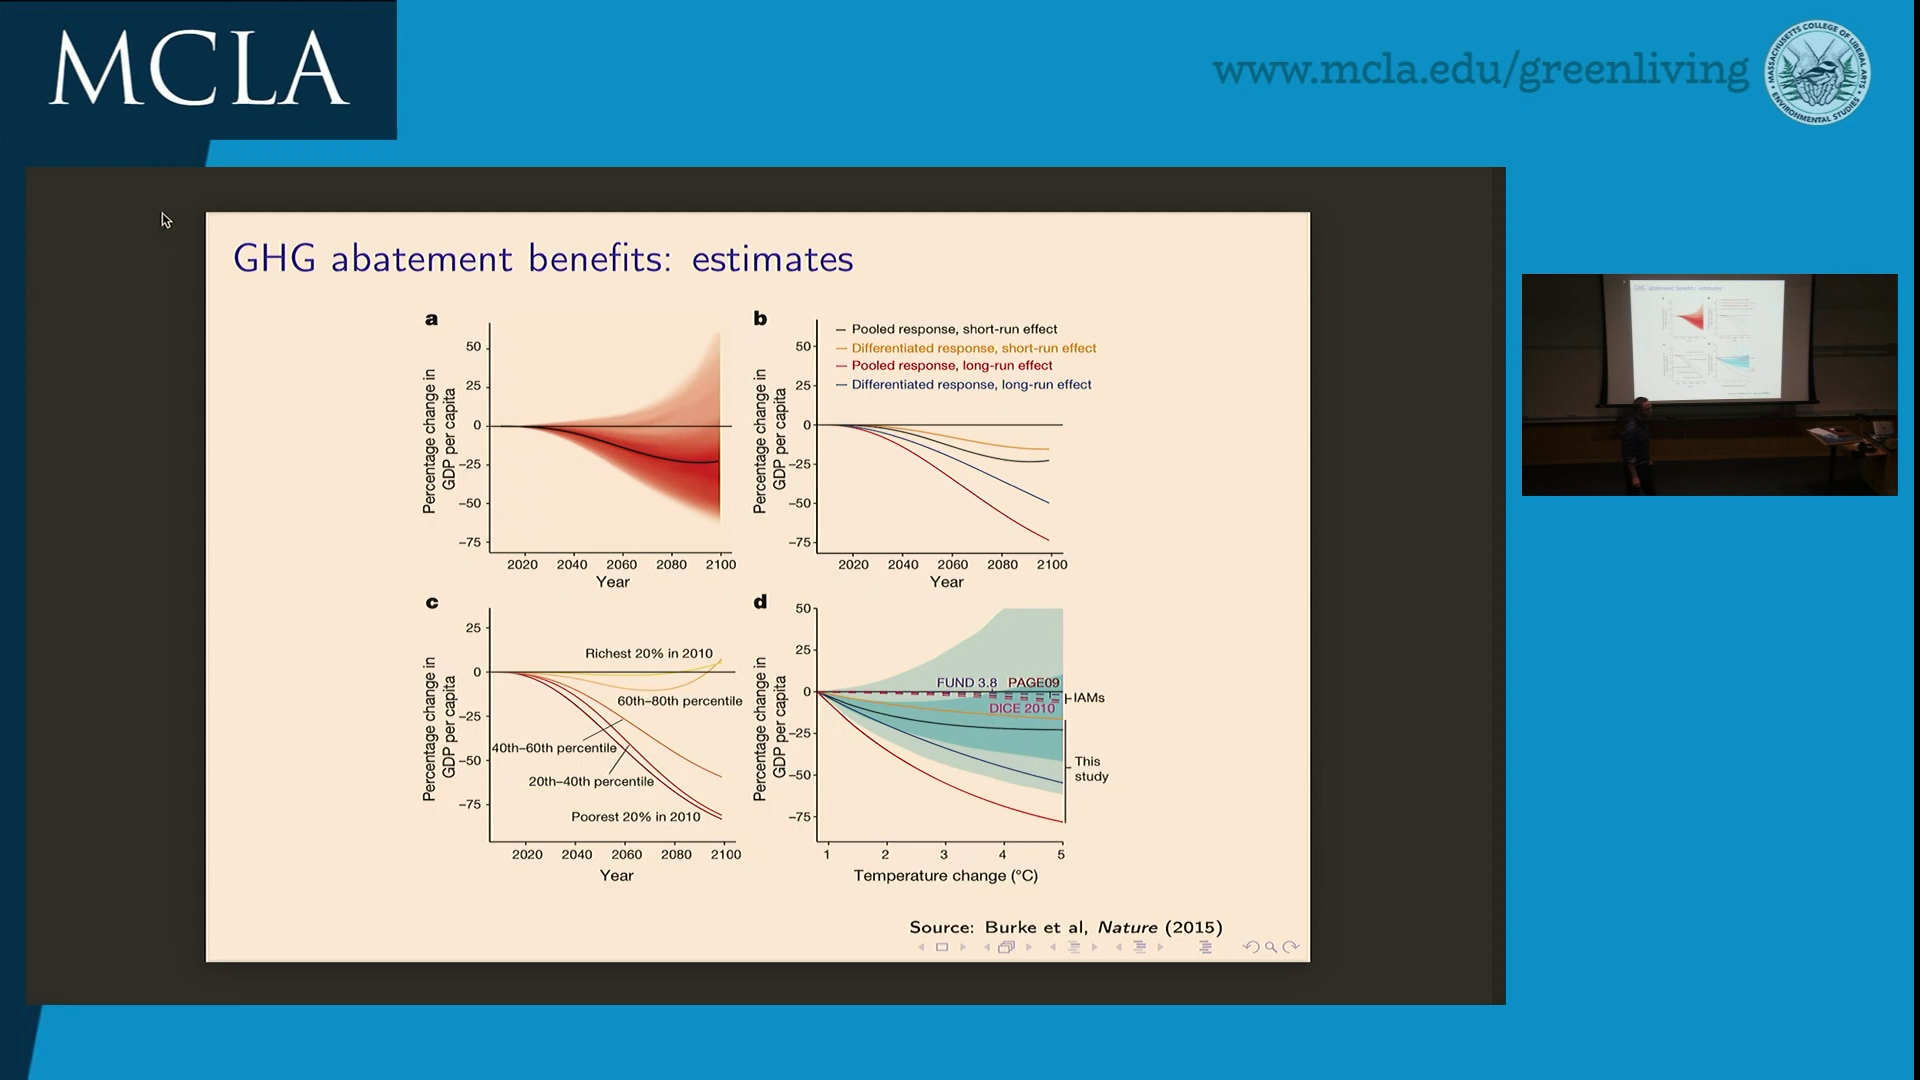 MCLA
www.mcla.edu/greenliving
MASSACHUSETTS COLLEGE OF LIBERAL ARTS
ENVIRONMENTAL STUDIES
GHG abatement benefits: estimates
a
Percentage change in
GDP per capita
50
25
0
−25
−50
−75
2020 2040 2060 2080 2100
Year
b
Pooled response, short-run effect
Differentiated response, short-run effect
Pooled response, long-run effect
Differentiated response, long-run effect
Percentage change in
GDP per capita
50
25
0
−25
−50
−75
2020 2040 2060 2080 2100
Year
c
Percentage change in
GDP per capita
25
0
−25
−50
−75
Richest 20% in 2010
60th–80th percentile
40th–60th percentile
20th–40th percentile
Poorest 20% in 2010
2020 2040 2060 2080 2100
Year
d
Percentage change in
GDP per capita
50
25
0
−25
−50
−75
FUND 3.8 PAGE09
DICE 2010
IAMs
This
study
1 2 3 4 5
Temperature change (°C)
Source: Burke et al, Nature (2015)
GHG abatement benefits: estimates